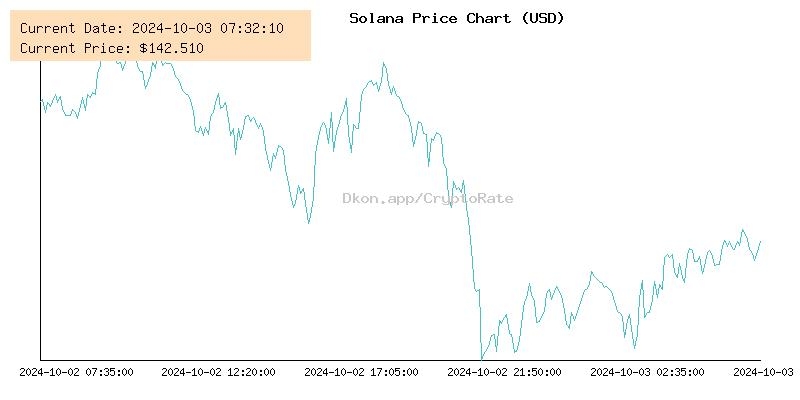 Solana Price Chart (USD)
Current Date: 2024-10-03 07:32:10
Current Price: $142.510
Dkon.app/CryptoRate
2024-10-02 07:35:00 2024-10-02 12:20:00 2024-10-02 17:05:00 2024-10-02 21:50:00 2024-10-03 02:35:00 2024-10-03